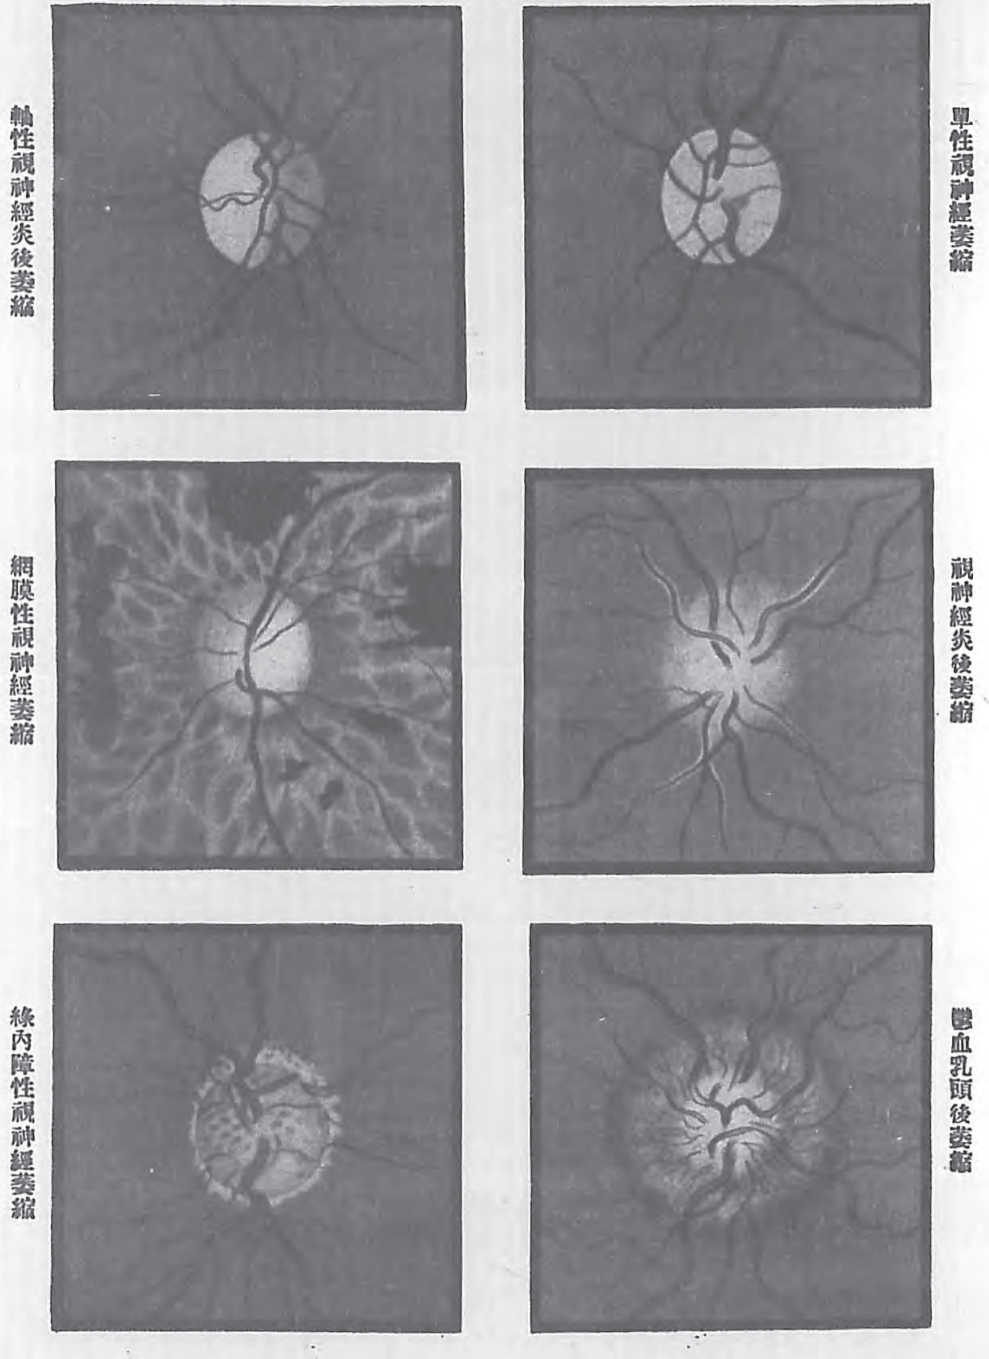 單性視神經萎縮
視神經炎後萎縮
鬱血乳頭後萎縮
軸性視神經炎後萎縮
網膜性視神經萎縮
綠內障性視神經萎縮